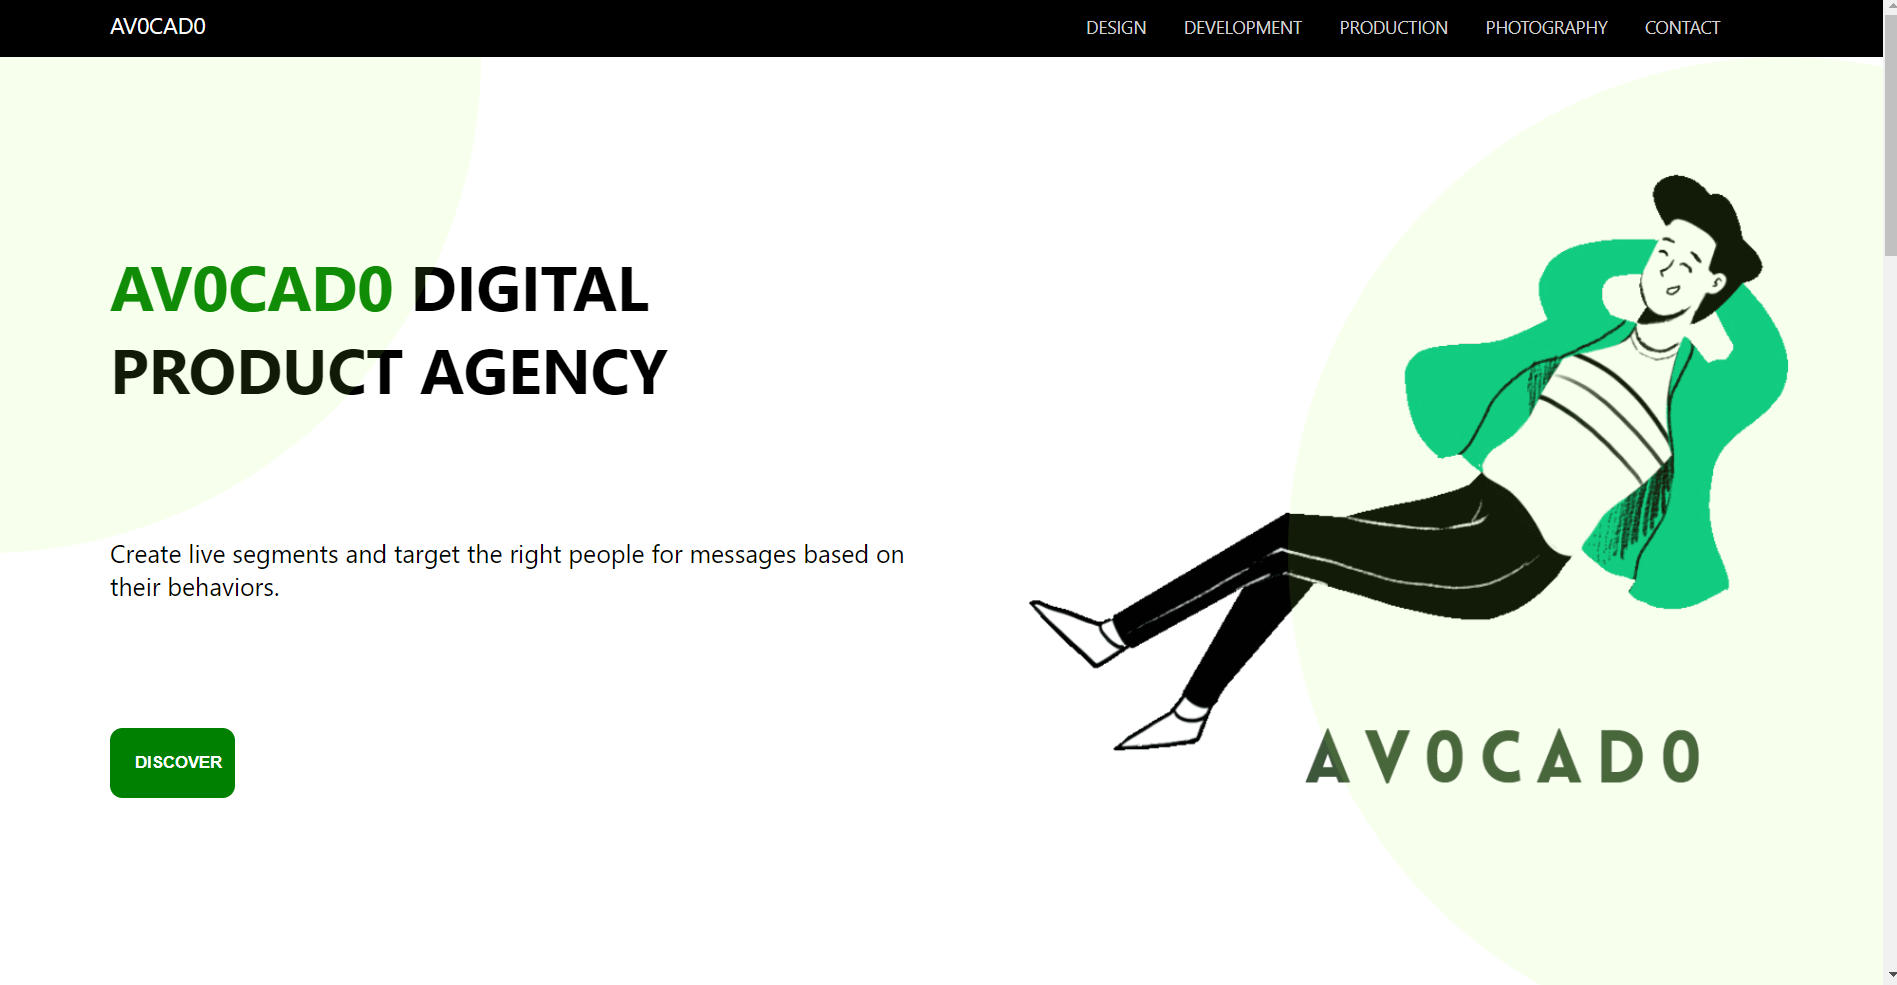 AV0CAD0
DESIGN DEVELOPMENT PRODUCTION PHOTOGRAPHY CONTACT
AV0CAD0 DIGITAL
PRODUCT AGENCY
Create live segments and target the right people for messages based on
their behaviors.
DISCOVER
AV0CAD0